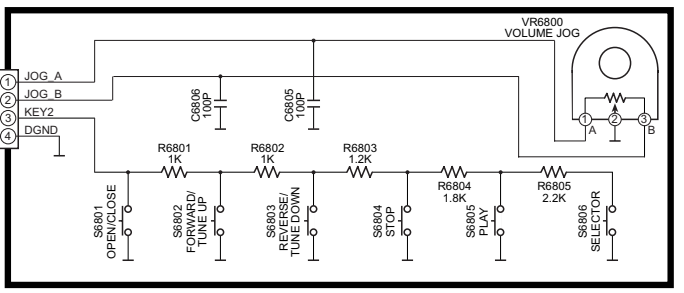 VR6800
VOLUME JOG
1 JOG_A
2 JOG_B
3 KEY2
4 DGND
C6806
100P
C6805
100P
1 2 3
A B
R6801
1K
R6802
1K
R6803
1.2K
R6804
1.8K
R6805
2.2K
S6801
OPEN/CLOSE
S6802
FORWARD/
TUNE UP
S6803
REVERSE/
TUNE DOWN
S6804
STOP
S6805
PLAY
S6806
SELECTOR